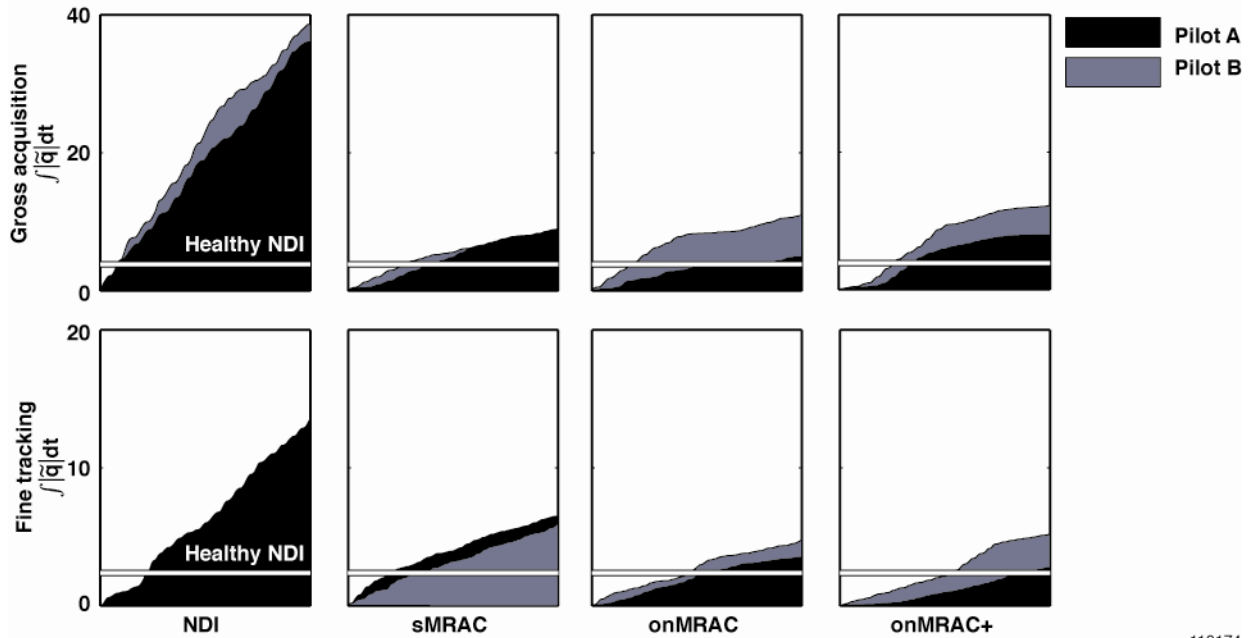 40
20
0
Gross acquisition
∫|q̃|dt
Healthy NDI
Pilot A
Pilot B
20
10
0
Fine tracking
∫|q̃|dt
Healthy NDI
NDI
sMRAC
onMRAC
onMRAC+